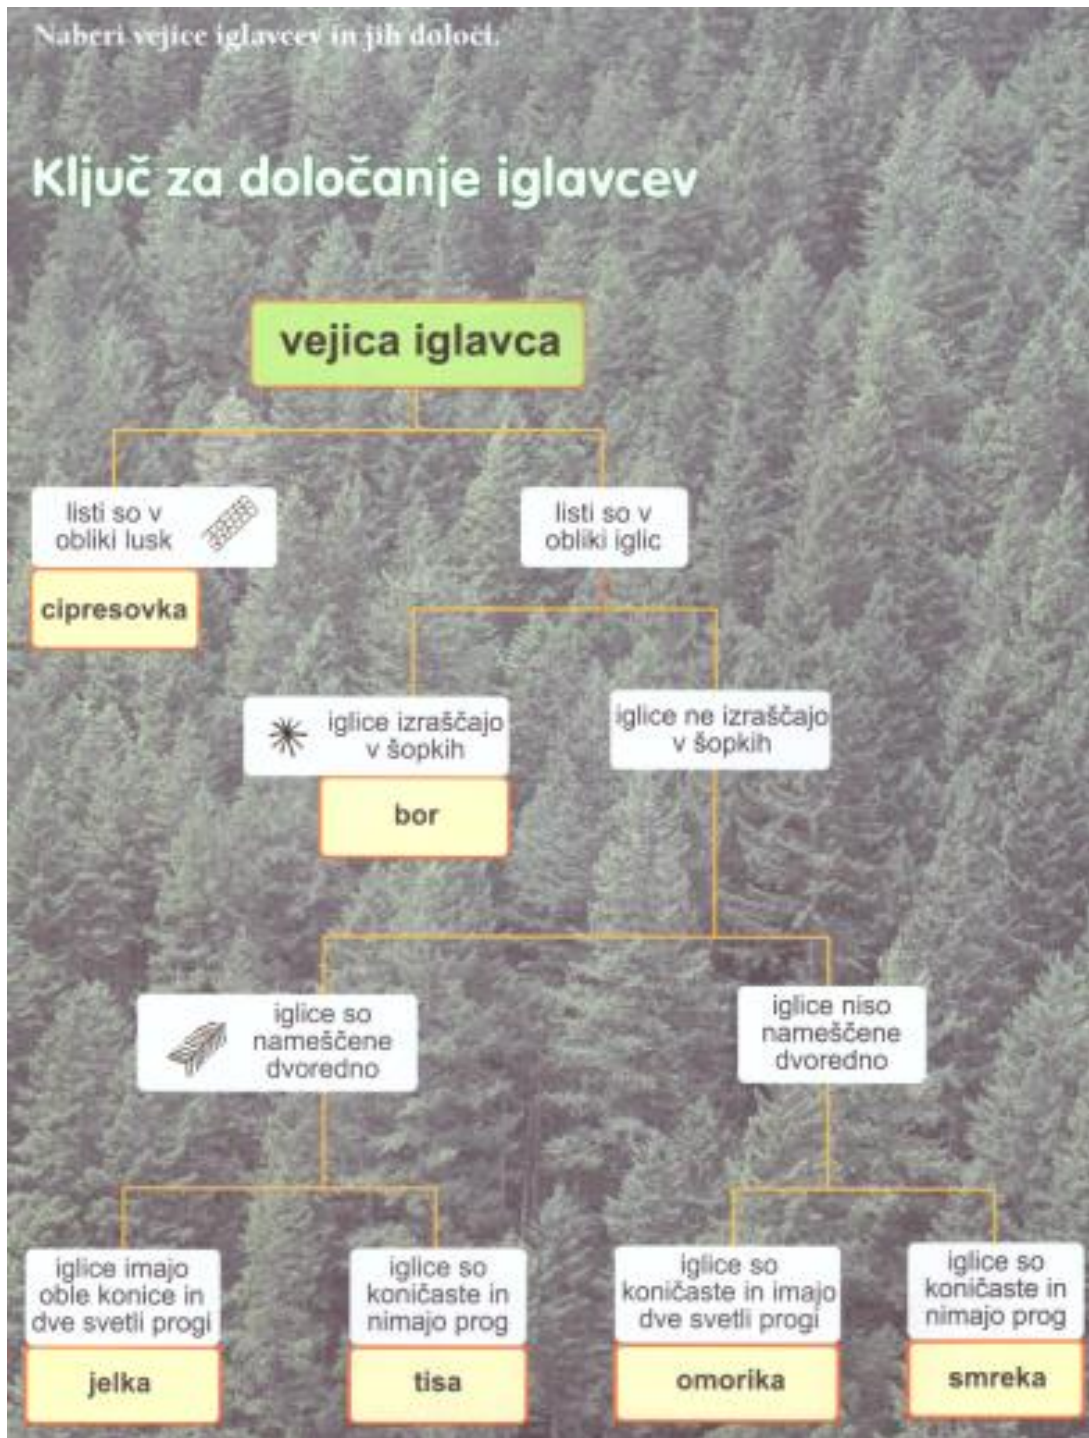 Naberi vejice iglavcev in jih določi.
Ključ za določanje iglavcev
vejica iglavca
listi so v
obliki lusk
cipresovka
listi so v
obliki iglic
iglice izraščajo
v šopkih
bor
iglice ne izraščajo
v šopkih
iglice so
nameščene
dvoredno
iglice niso
nameščene
dvoredno
iglice imajo
oble konice in
dve svetli progi
jelka
iglice so
koničaste in
nimajo prog
tisa
iglice so
koničaste in imajo
dve svetli progi
omorika
iglice so
koničaste in
nimajo prog
smreka